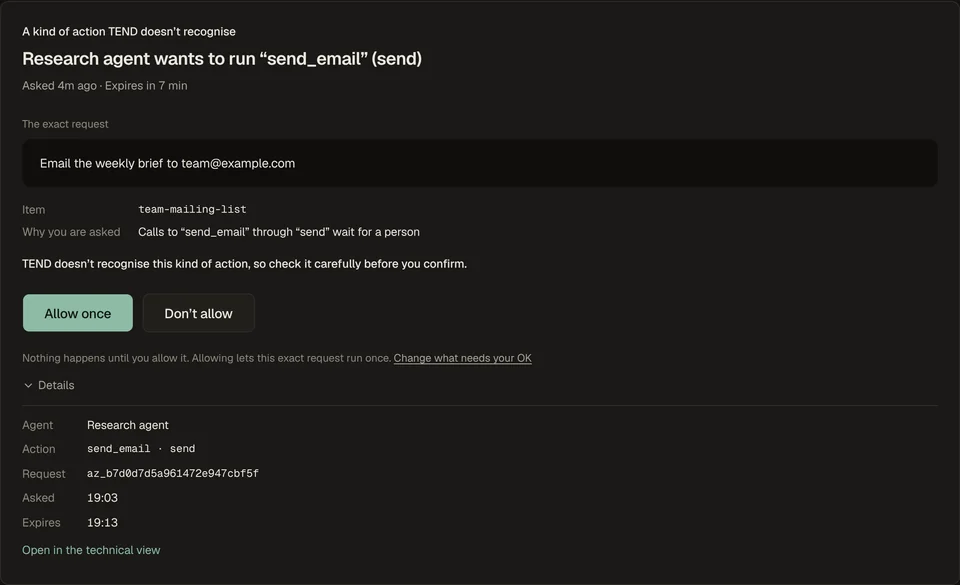 A kind of action TEND doesn’t recognise
Research agent wants to run “send_email” (send)
Asked 4m ago · Expires in 7 min
The exact request
Email the weekly brief to team@example.com
Item team-mailing-list
Why you are asked Calls to “send_email” through “send” wait for a person
TEND doesn’t recognise this kind of action, so check it carefully before you confirm.
Allow once Don’t allow
Nothing happens until you allow it. Allowing lets this exact request run once. Change what needs your OK
Details
Agent Research agent
Action send_email · send
Request az_b7d0d7d5a961472e947cbf5f
Asked 19:03
Expires 19:13
Open in the technical view